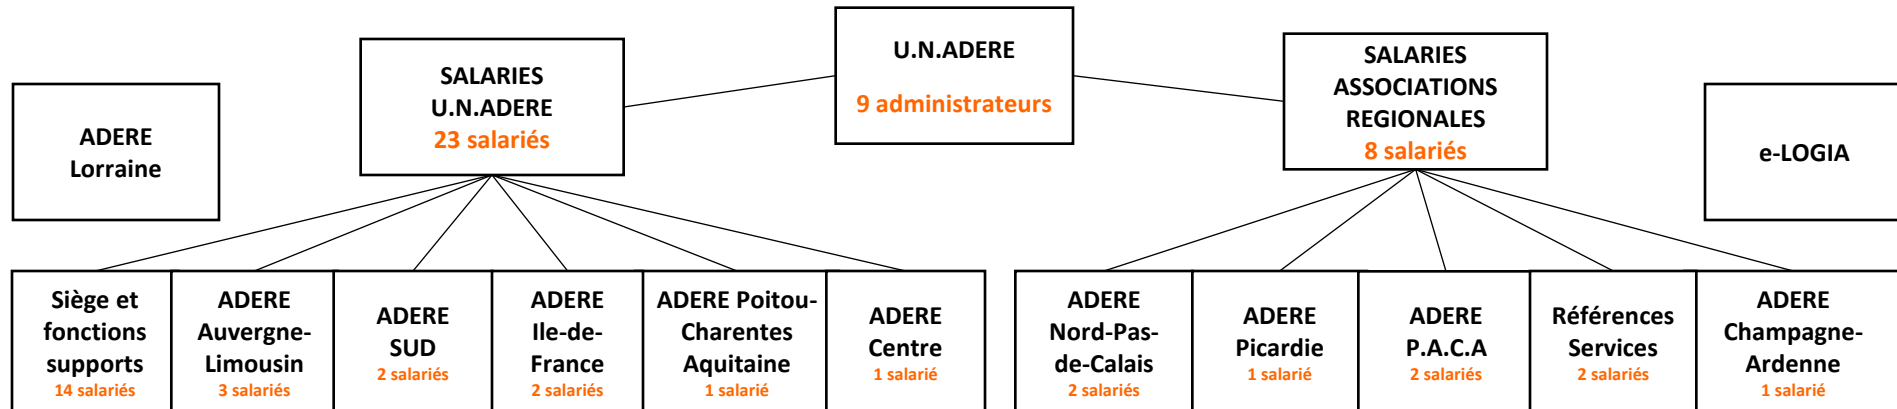 U.N.ADERE
9 administrateurs
SALARIES
U.N.ADERE
23 salariés
SALARIES
ASSOCIATIONS
REGIONALES
8 salariés
ADERE
Lorraine
e-LOGIA
Siège et
fonctions
supports
14 salariés
ADERE
Auvergne-
Limousin
3 salariés
ADERE
SUD
2 salariés
ADERE
Ile-de-
France
2 salariés
ADERE Poitou-
Charentes
Aquitaine
1 salarié
ADERE
Centre
1 salarié
ADERE
Nord-Pas-
de-Calais
2 salariés
ADERE
Picardie
1 salarié
ADERE
P.A.C.A
2 salariés
Références
Services
2 salariés
ADERE
Champagne-
Ardenne
1 salarié